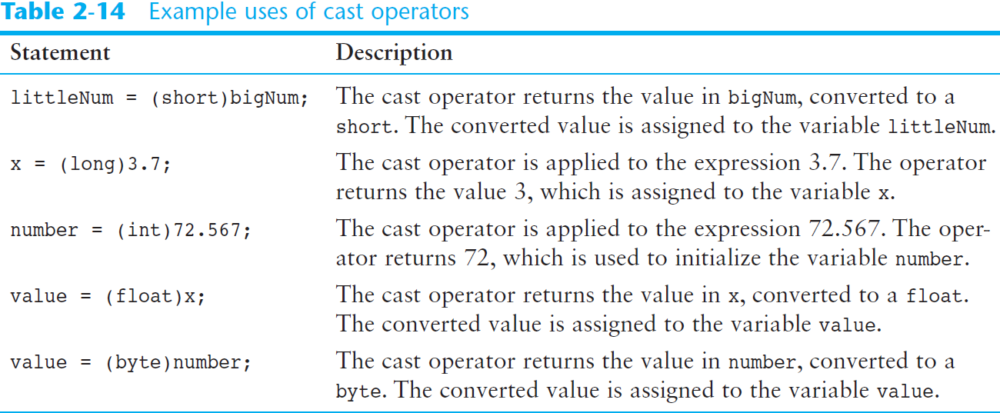 Table 2-14 Example uses of cast operators
Statement Description
littleNum = (short)bigNum; The cast operator returns the value in bigNum, converted to a
short. The converted value is assigned to the variable littleNum.
x = (long)3.7; The cast operator is applied to the expression 3.7. The operator
returns the value 3, which is assigned to the variable x.
number = (int)72.567; The cast operator is applied to the expression 72.567. The oper-
ator returns 72, which is used to initialize the variable number.
value = (float)x; The cast operator returns the value in x, converted to a float.
The converted value is assigned to the variable value.
value = (byte)number; The cast operator returns the value in number, converted to a
byte. The converted value is assigned to the variable value.